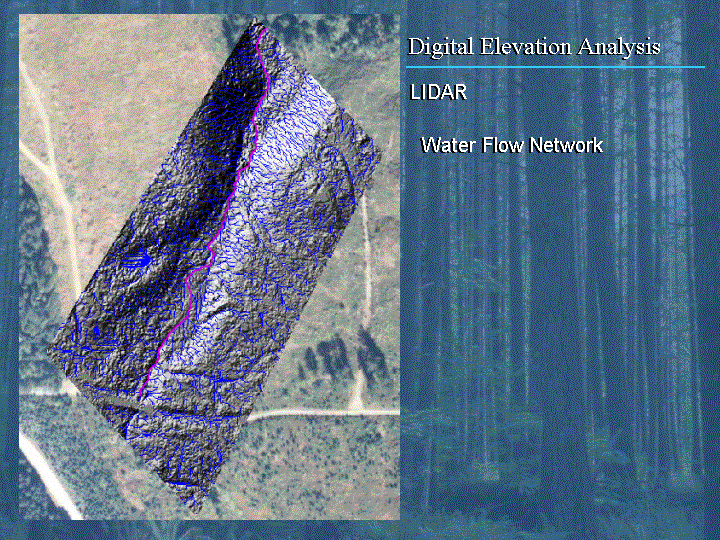 Digital Elevation Analysis
LIDAR
Water Flow Network